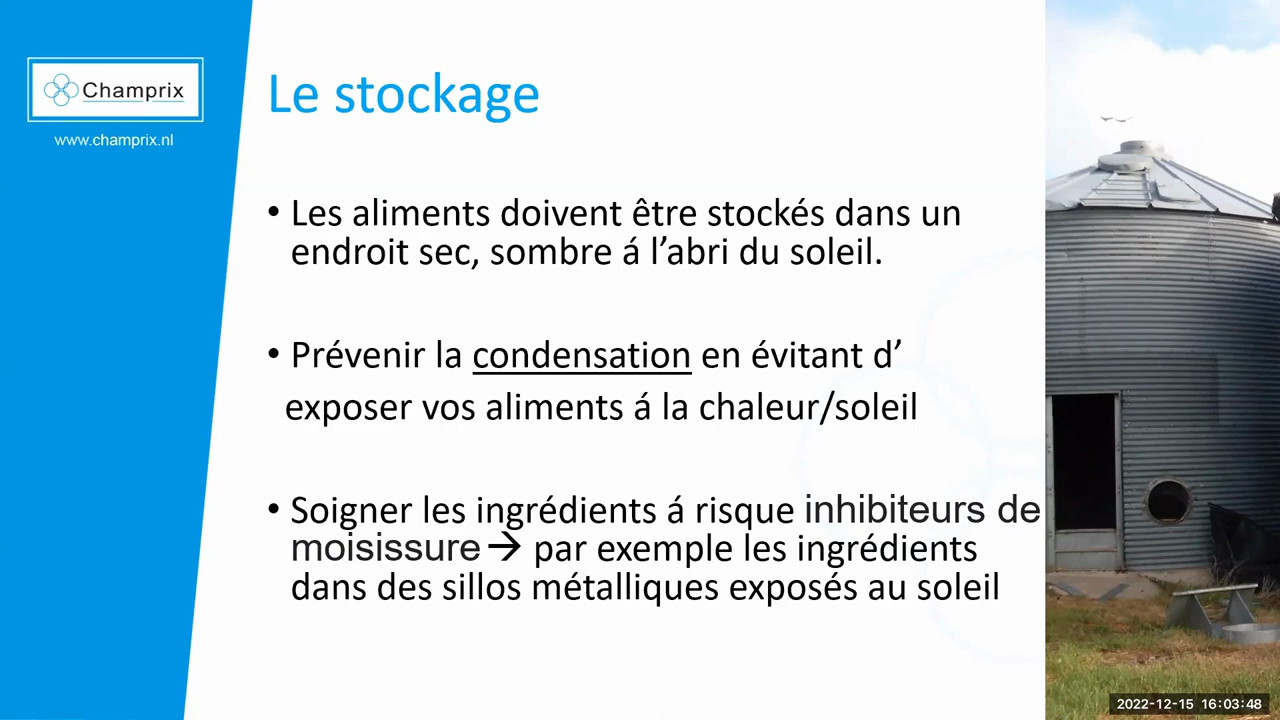 Champrix
www.champrix.nl
Le stockage
• Les aliments doivent être stockés dans un
endroit sec, sombre á l’abri du soleil.
• Prévenir la condensation en évitant d’
exposer vos aliments á la chaleur/soleil
• Soigner les ingrédients á risque inhibiteurs de
moisissure → par exemple les ingrédients
dans des sillos métalliques exposés au soleil
2022-12-15 16:03:48